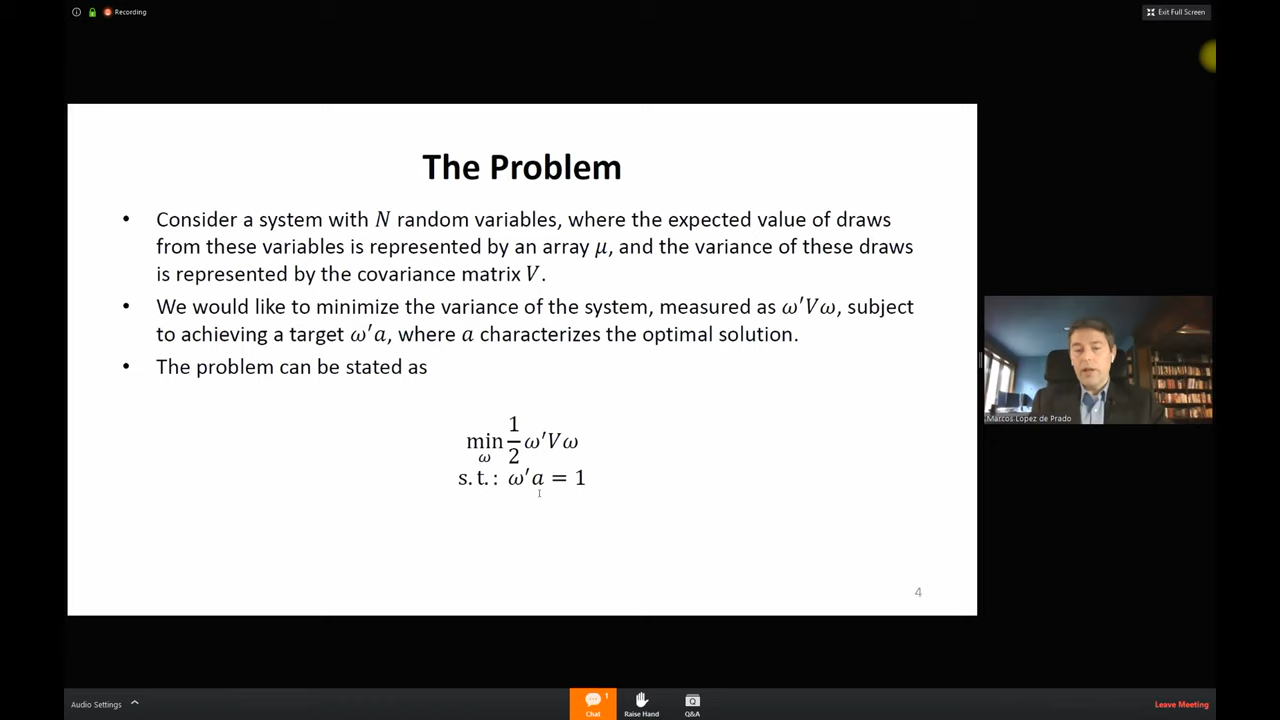 Recording
Exit Full Screen
The Problem
• Consider a system with N random variables, where the expected value of draws
from these variables is represented by an array μ, and the variance of these draws
is represented by the covariance matrix V.
• We would like to minimize the variance of the system, measured as ω′Vω, subject
to achieving a target ω′a, where a characterizes the optimal solution.
• The problem can be stated as
min_ω 1/2 ω′Vω
s.t.: ω′a = 1
4
Marcos Lopez de Prado
Audio Settings
1
Chat
Raise Hand
Q
Q&A
Leave Meeting